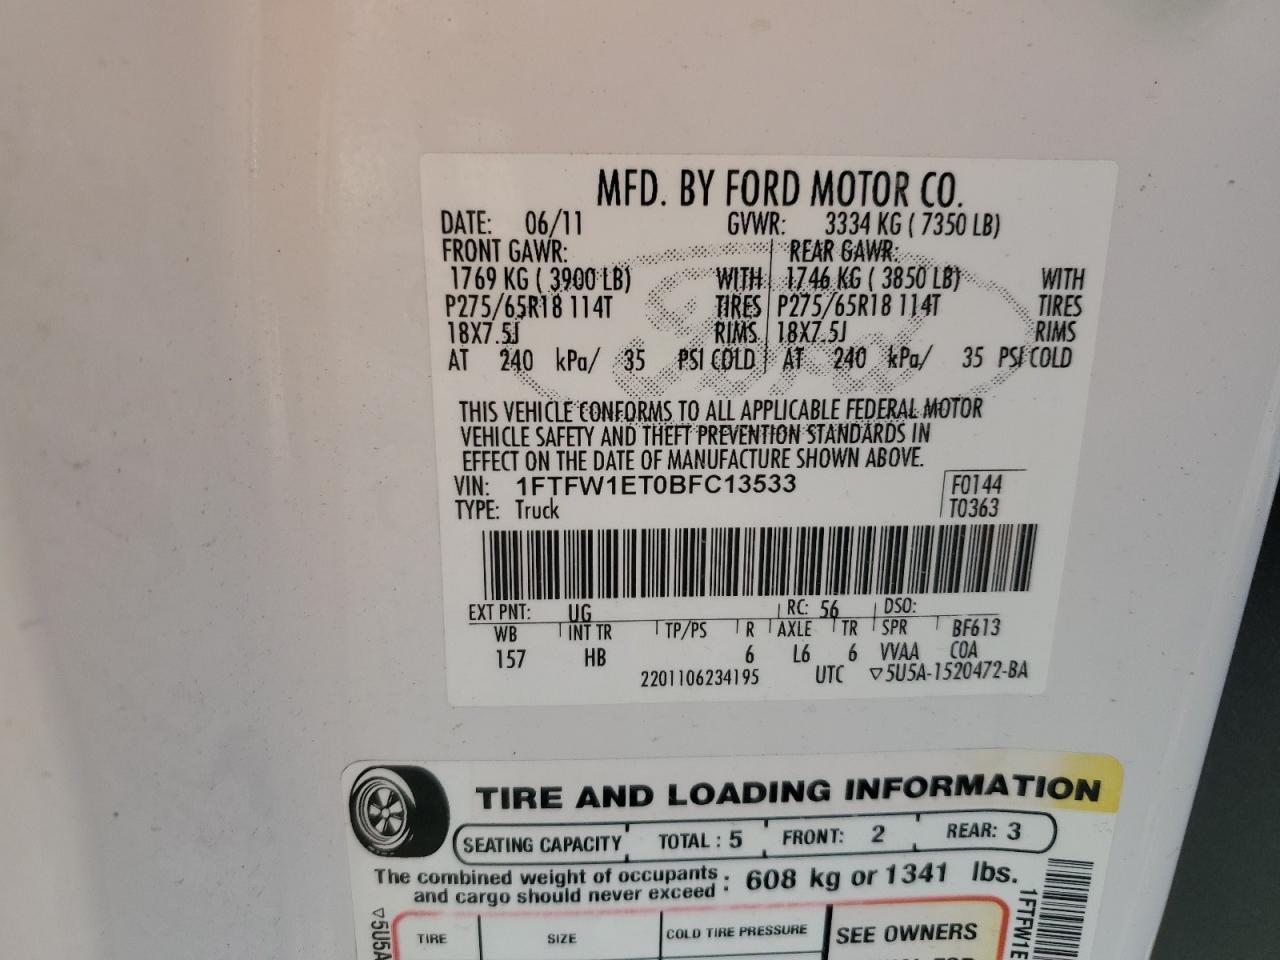 MFD. BY FORD MOTOR CO.
DATE: 06/11 GVWR: 3334 KG ( 7350 LB)
FRONT GAWR: REAR GAWR:
1769 KG ( 3900 LB) WITH 1746 KG ( 3850 LB) WITH
P275/65R18 114T TIRES P275/65R18 114T TIRES
18X7.5J RIMS 18X7.5J RIMS
AT 240 kPa/ 35 PSI COLD AT 240 kPa/ 35 PSI COLD
THIS VEHICLE CONFORMS TO ALL APPLICABLE FEDERAL MOTOR
VEHICLE SAFETY AND THEFT PREVENTION STANDARDS IN
EFFECT ON THE DATE OF MANUFACTURE SHOWN ABOVE.
VIN: 1FTFW1ET0BFC13533 F0144
TYPE: Truck T0363
EXT PNT: UG RC: 56 DSO:
WB INT TR TP/PS R AXLE TR SPR BF613
157 HB 6 L6 6 VVAA COA
2201106234195 UTC ▽5U5A-1520472-BA
TIRE AND LOADING INFORMATION
SEATING CAPACITY TOTAL : 5 FRONT: 2 REAR: 3
The combined weight of occupants
and cargo should never exceed : 608 kg or 1341 lbs.
TIRE SIZE COLD TIRE PRESSURE SEE OWNERS
▽5U5A
1FTFW1E